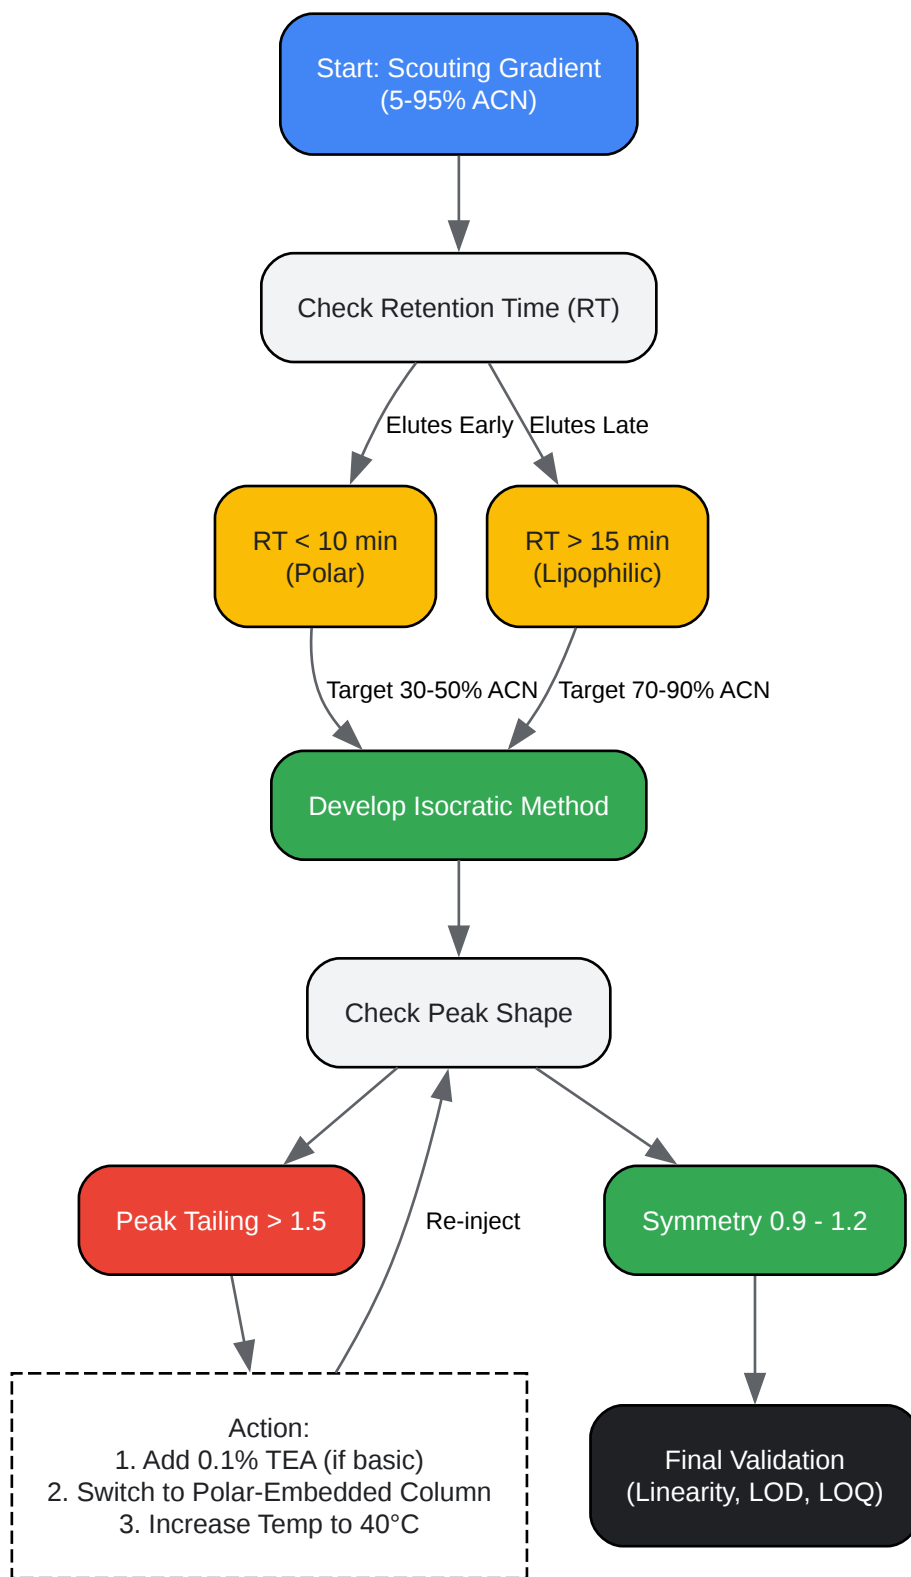 Start: Scouting Gradient
(5-95% ACN)
Check Retention Time (RT)
Elutes Early
Elutes Late
RT < 10 min
(Polar)
RT > 15 min
(Lipophilic)
Target 30-50% ACN
Target 70-90% ACN
Develop Isocratic Method
Check Peak Shape
Peak Tailing > 1.5
Re-inject
Symmetry 0.9 - 1.2
Action:
1. Add 0.1% TEA (if basic)
2. Switch to Polar-Embedded Column
3. Increase Temp to 40°C
Final Validation
(Linearity, LOD, LOQ)